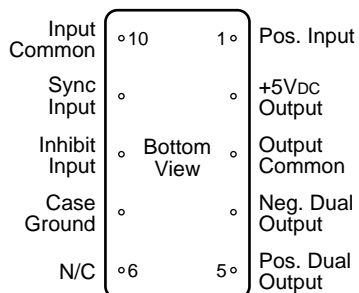 Input
Common
10
1
Pos. Input
Sync
Input
+5VDC
Output
Inhibit
Input
Bottom
View
Output
Common
Case
Ground
Neg. Dual
Output
N/C
6
5
Pos. Dual
Output